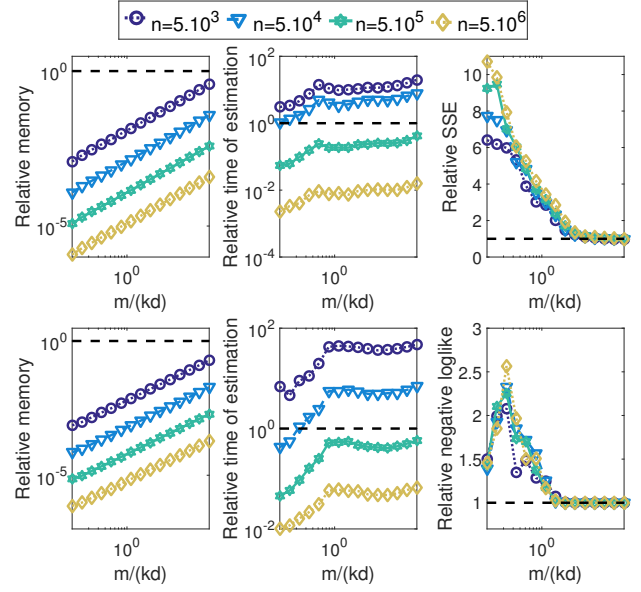 n=5.10³ n=5.10⁴ n=5.10⁵ n=5.10⁶
Relative memory
10⁰
10⁻⁵
10⁰
m/(kd)
Relative time of estimation
10²
10⁰
10⁻²
10⁻⁴
10⁰
m/(kd)
Relative SSE
10
8
6
4
2
0
10⁰
m/(kd)
Relative memory
10⁰
10⁻⁵
10⁰
m/(kd)
Relative time of estimation
10²
10⁰
10⁻²
10⁰
m/(kd)
Relative negative loglike
3
2.5
2
1.5
1
10⁰
m/(kd)